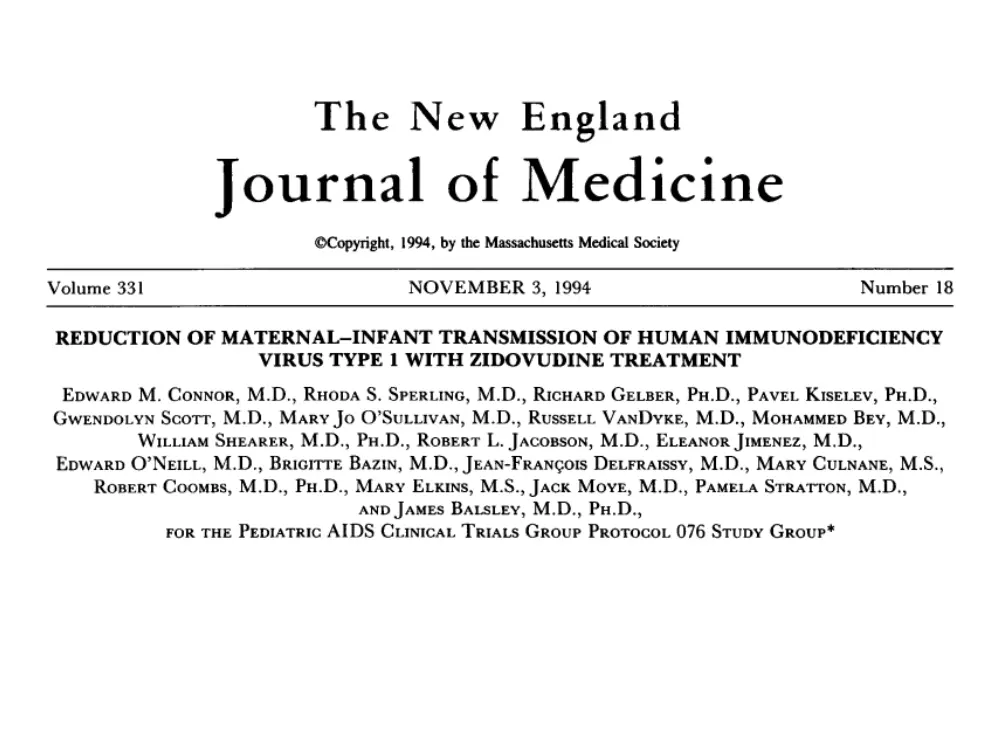 The New England
Journal of Medicine
©Copyright, 1994, by the Massachusetts Medical Society
Volume 331 NOVEMBER 3, 1994 Number 18
REDUCTION OF MATERNAL–INFANT TRANSMISSION OF HUMAN IMMUNODEFICIENCY
VIRUS TYPE 1 WITH ZIDOVUDINE TREATMENT
EDWARD M. CONNOR, M.D., RHODA S. SPERLING, M.D., RICHARD GELBER, PH.D., PAVEL KISELEV, PH.D.,
GWENDOLYN SCOTT, M.D., MARY JO O'SULLIVAN, M.D., RUSSELL VANDYKE, M.D., MOHAMMED BEY, M.D.,
WILLIAM SHEARER, M.D., PH.D., ROBERT L. JACOBSON, M.D., ELEANOR JIMENEZ, M.D.,
EDWARD O'NEILL, M.D., BRIGITTE BAZIN, M.D., JEAN-FRANÇOIS DELFRAISSY, M.D., MARY CULNANE, M.S.,
ROBERT COOMBS, M.D., PH.D., MARY ELKINS, M.S., JACK MOYE, M.D., PAMELA STRATTON, M.D.,
AND JAMES BALSLEY, M.D., PH.D.,
FOR THE PEDIATRIC AIDS CLINICAL TRIALS GROUP PROTOCOL 076 STUDY GROUP*